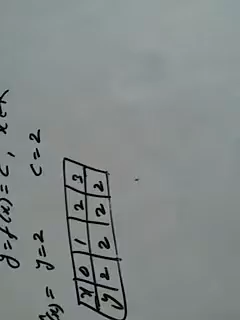 y=f(x)=c, x∈R
f(x)= y=2 c=2
x 0 1 2 3
y 2 2 2 2